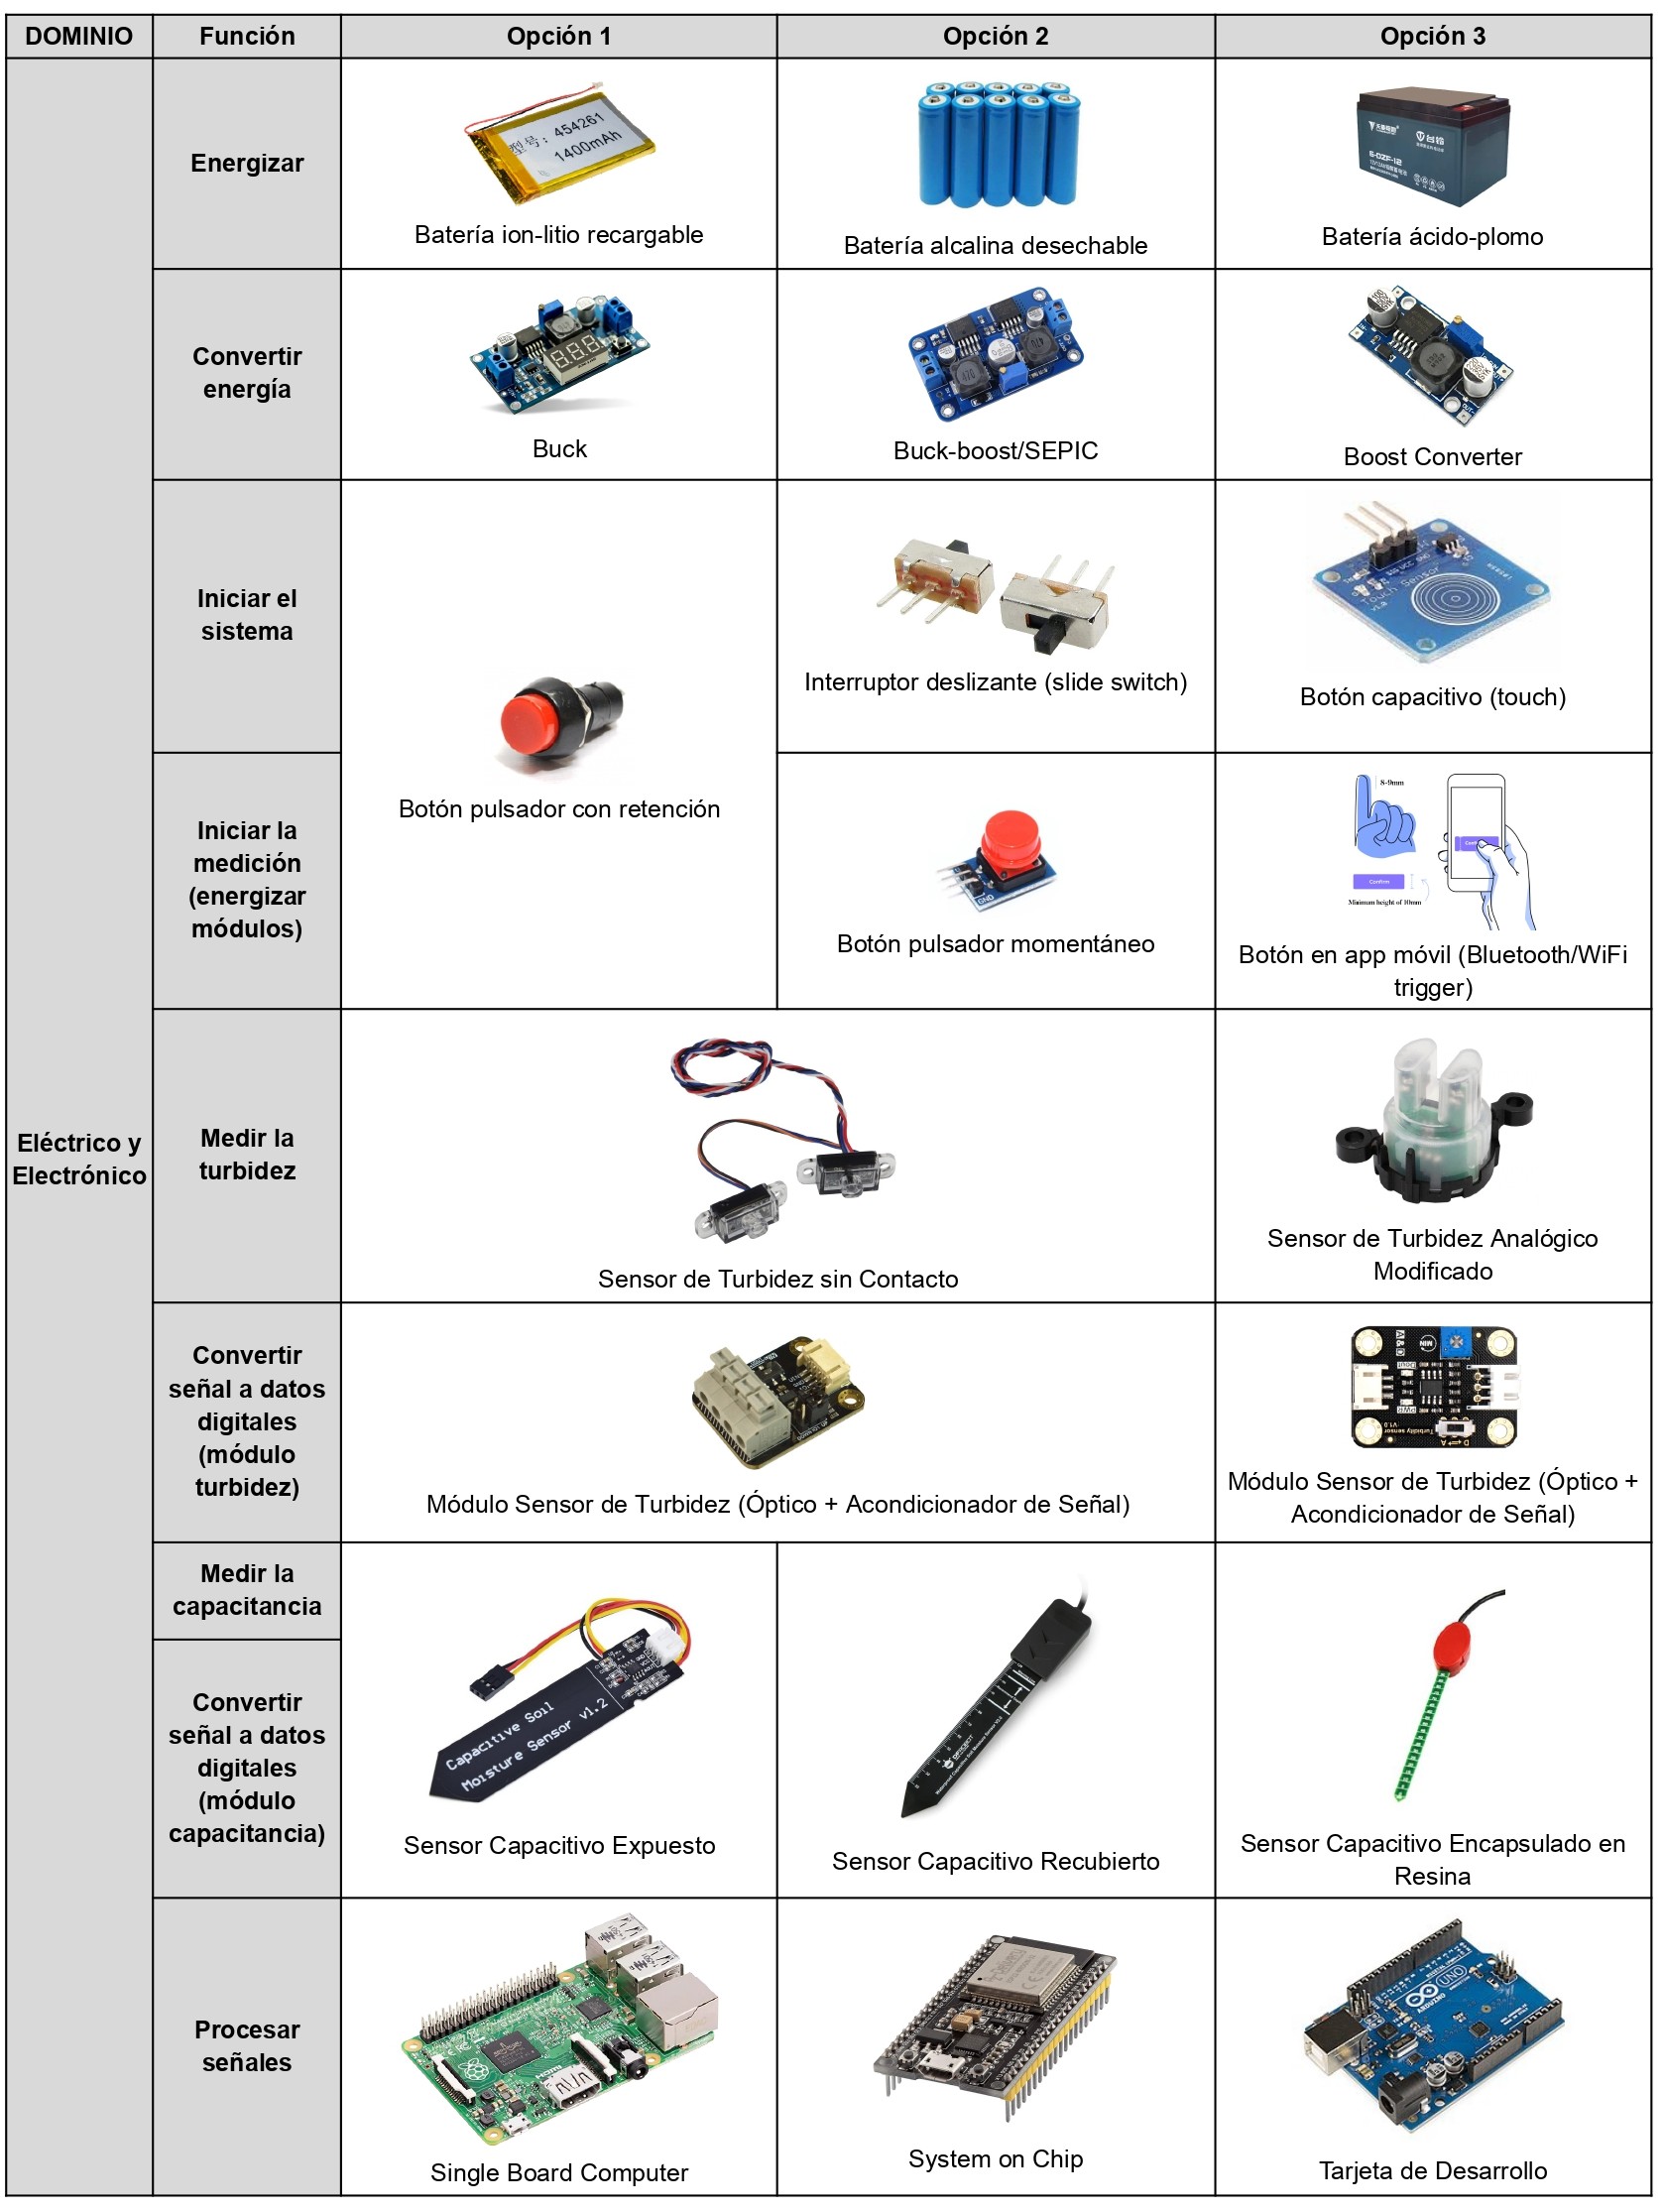 DOMINIO Función Opción 1 Opción 2 Opción 3
Eléctrico y
Electrónico
Energizar
型号: 454261
1400mAh
Batería ion-litio recargable
Batería alcalina desechable
6-DZF-12
Batería ácido-plomo
Convertir
energía
Buck
470
470
Buck-boost/SEPIC
Boost Converter
Iniciar el
sistema
Botón pulsador con retención
Interruptor deslizante (slide switch)
Touch Sensor
Botón capacitivo (touch)
Iniciar la
medición
(energizar
módulos)
GND
Botón pulsador momentáneo
8-9mm
Confirm
Minimum height of 10mm
Botón en app móvil (Bluetooth/WiFi
trigger)
Medir la
turbidez
Sensor de Turbidez sin Contacto
Sensor de Turbidez Analógico
Modificado
Convertir
señal a datos
digitales
(módulo
turbidez)
Módulo Sensor de Turbidez (Óptico + Acondicionador de Señal)
Turbidity sensor
V1.0
D A
Módulo Sensor de Turbidez (Óptico +
Acondicionador de Señal)
Medir la
capacitancia
Convertir
señal a datos
digitales
(módulo
capacitancia)
Capacitive Soil
Moisture Sensor v1.2
Sensor Capacitivo Expuesto
Sensor Capacitivo Recubierto
Sensor Capacitivo Encapsulado en
Resina
Procesar
señales
HDMI
Single Board Computer
System on Chip
UNO
ARDUINO
Tarjeta de Desarrollo